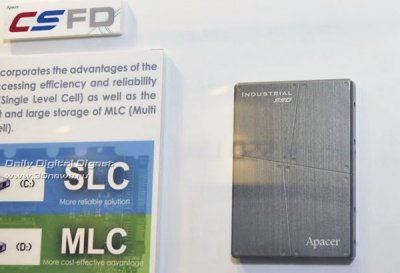 Apacer
CSFD
corporates the advantages of the
cessing efficiency and reliability
(Single Level Cell) as well as the
t and large storage of MLC (Multi
ell).
INDUSTRIAL
SSD
Daily Digital Digest
(C:)
SLC
More reliable solution
(D:)
MLC
More cost-effective advantage
Apacer